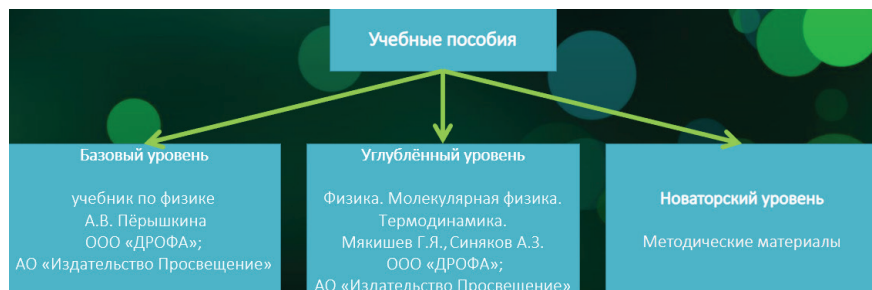 Учебные пособия
Базовый уровень
учебник по физике
А.В. Пёрышкина
ООО «ДРОФА»;
АО «Издательство Просвещение»
Углублённый уровень
Физика. Молекулярная физика.
Термодинамика.
Мякишев Г.Я., Синяков А.З.
ООО «ДРОФА»;
АО «Издательство Просвещение»
Новаторский уровень
Методические материалы